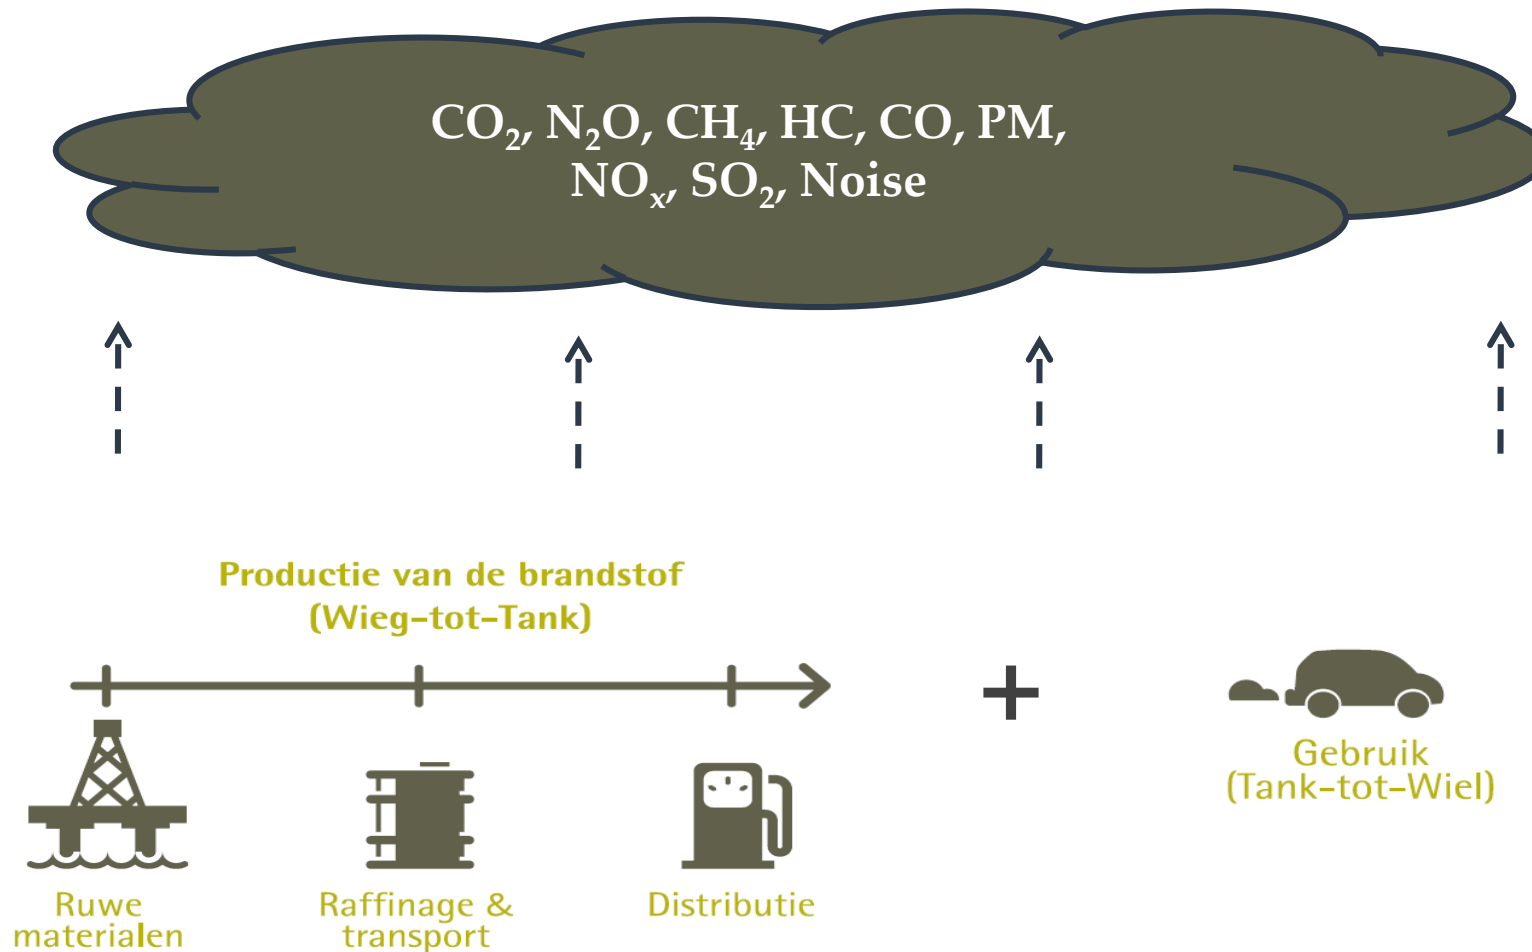 CO₂, N₂O, CH₄, HC, CO, PM,
NOₓ, SO₂, Noise
Productie van de brandstof
(Wieg-tot-Tank)
+
Gebruik
(Tank-tot-Wiel)
Ruwe
materialen
Raffinage &
transport
Distributie